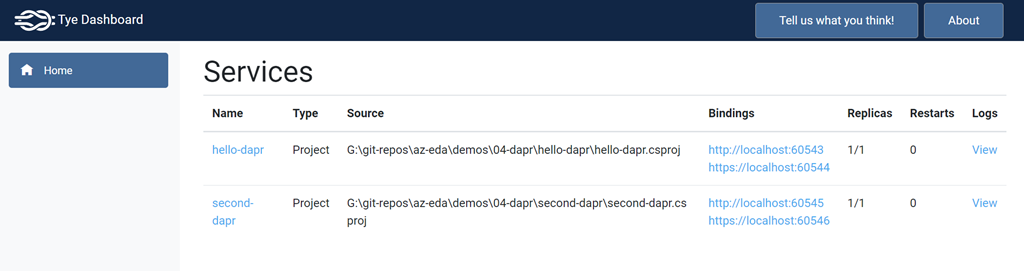 Tye Dashboard
Tell us what you think!
About
Home
Services
Name Type Source Bindings Replicas Restarts Logs
hello-dapr Project G:\git-repos\az-eda\demos\04-dapr\hello-dapr\hello-dapr.csproj http://localhost:60543 1/1 0 View
https://localhost:60544
second- Project G:\git-repos\az-eda\demos\04-dapr\second-dapr\second-dapr.cs http://localhost:60545 1/1 0 View
dapr proj https://localhost:60546